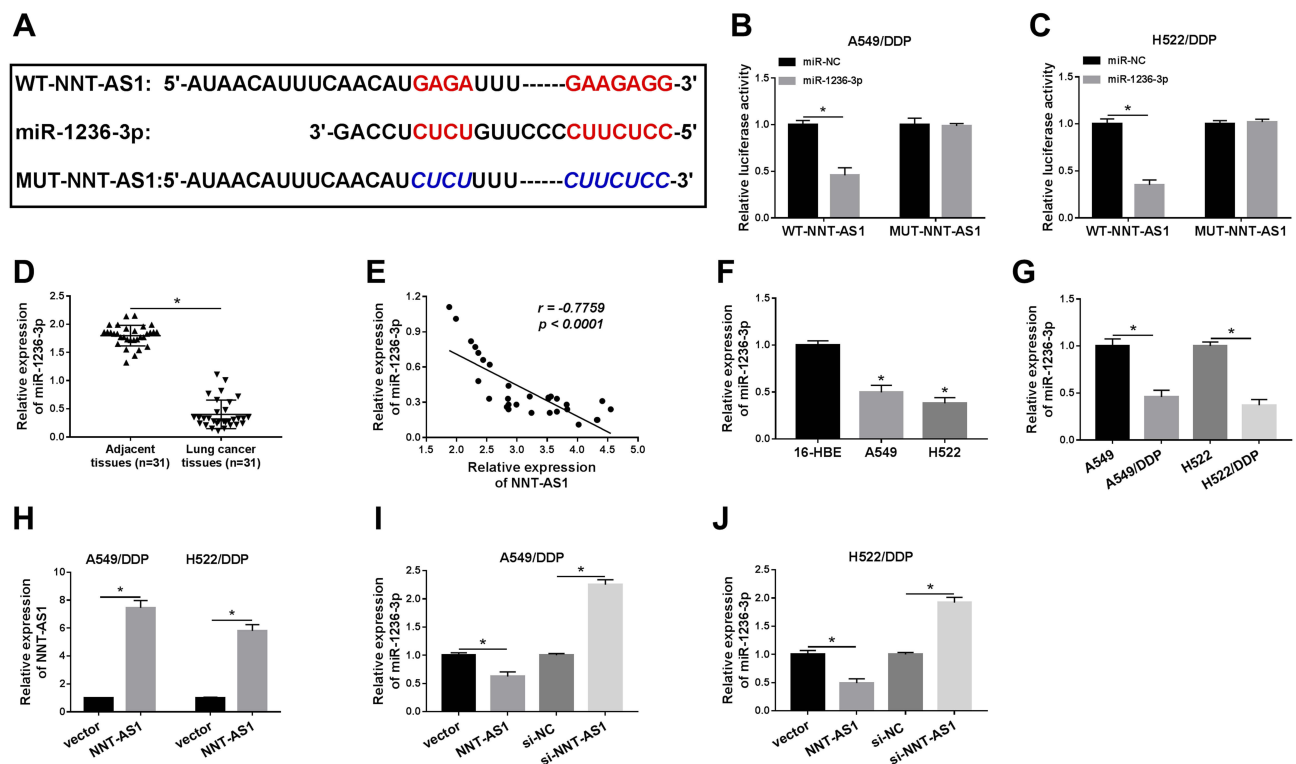 A
WT-NNT-AS1: 5'-AUAACAUUUCAACAUGAGAUUU------GAAGAGG-3'
miR-1236-3p: 3'-GACCUCUCUGUUCCCCUUCUCC-5'
MUT-NNT-AS1:5'-AUAACAUUUCAACAUCUCUUUU------CUUCUCC-3'
B
A549/DDP
miR-NC
miR-1236-3p
Relative luciferase activity
1.5
1.0
0.5
0.0
*
WT-NNT-AS1 MUT-NNT-AS1
C
H522/DDP
miR-NC
miR-1236-3p
Relative luciferase activity
1.5
1.0
0.5
0.0
*
WT-NNT-AS1 MUT-NNT-AS1
D
Relative expression
of miR-1236-3p
2.5
2.0
1.5
1.0
0.5
0.0
*
Adjacent
tissues (n=31)
Lung cancer
tissues (n=31)
E
Relative expression
of miR-1236-3p
1.2
0.9
0.6
0.3
0.0
r = -0.7759
p < 0.0001
1.5 2.0 2.5 3.0 3.5 4.0 4.5 5.0
Relative expression
of NNT-AS1
F
Relative expression
of miR-1236-3p
1.5
1.0
0.5
0.0
*
*
16-HBE A549 H522
G
Relative expression
of miR-1236-3p
1.5
1.0
0.5
0.0
*
*
A549
A549/DDP
H522
H522/DDP
H
A549/DDP H522/DDP
Relative expression
of NNT-AS1
10
8
6
4
2
0
*
*
vector
NNT-AS1
vector
NNT-AS1
I
A549/DDP
Relative expression
of miR-1236-3p
2.5
2.0
1.5
1.0
0.5
0.0
*
*
vector
NNT-AS1
si-NC
si-NNT-AS1
J
H522/DDP
Relative expression
of miR-1236-3p
2.5
2.0
1.5
1.0
0.5
0.0
*
*
vector
NNT-AS1
si-NC
si-NNT-AS1